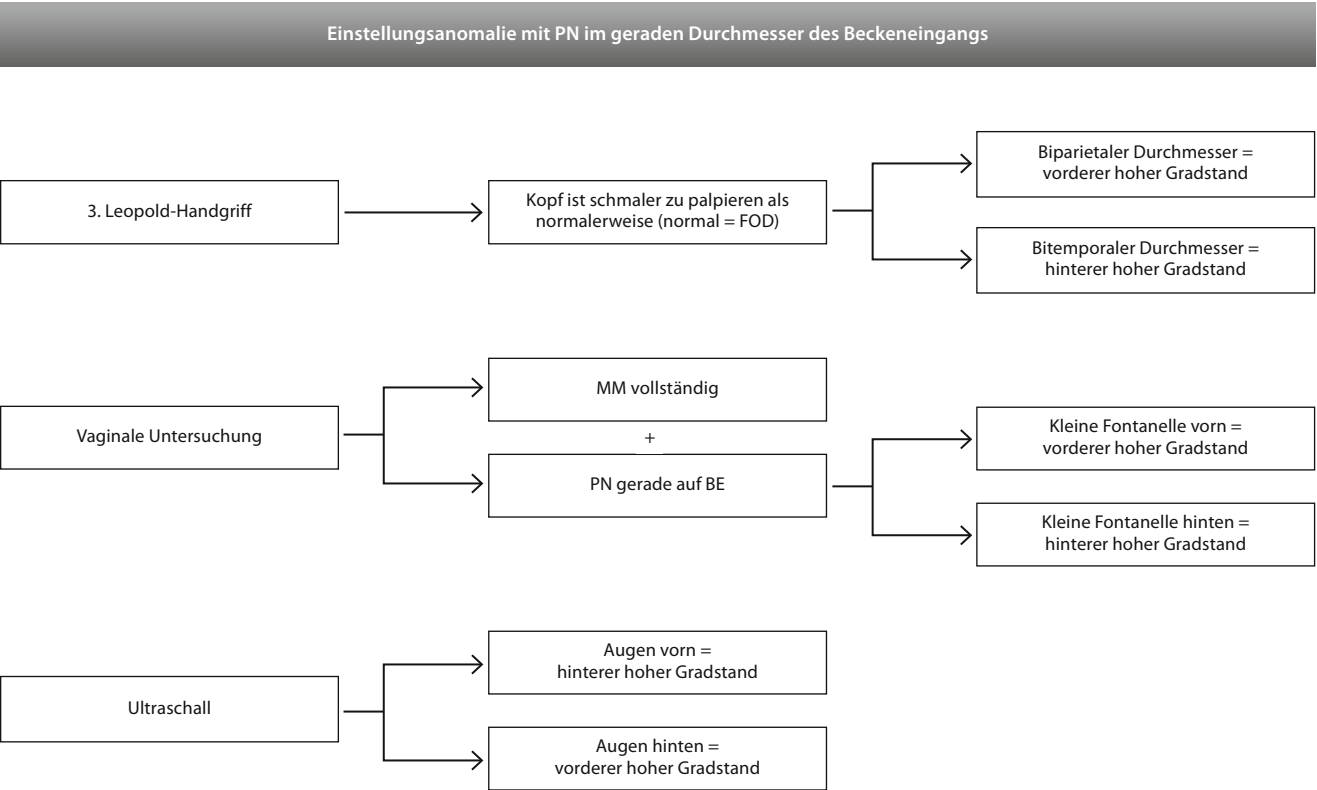 Einstellungsanomalie mit PN im geraden Durchmesser des Beckeneingangs
3. Leopold-Handgriff
Kopf ist schmaler zu palpieren als
normalerweise (normal = FOD)
Biparietaler Durchmesser =
vorderer hoher Gradstand
Bitemporaler Durchmesser =
hinterer hoher Gradstand
Vaginale Untersuchung
MM vollständig
+
PN gerade auf BE
Kleine Fontanelle vorn =
vorderer hoher Gradstand
Kleine Fontanelle hinten =
hinterer hoher Gradstand
Ultraschall
Augen vorn =
hinterer hoher Gradstand
Augen hinten =
vorderer hoher Gradstand